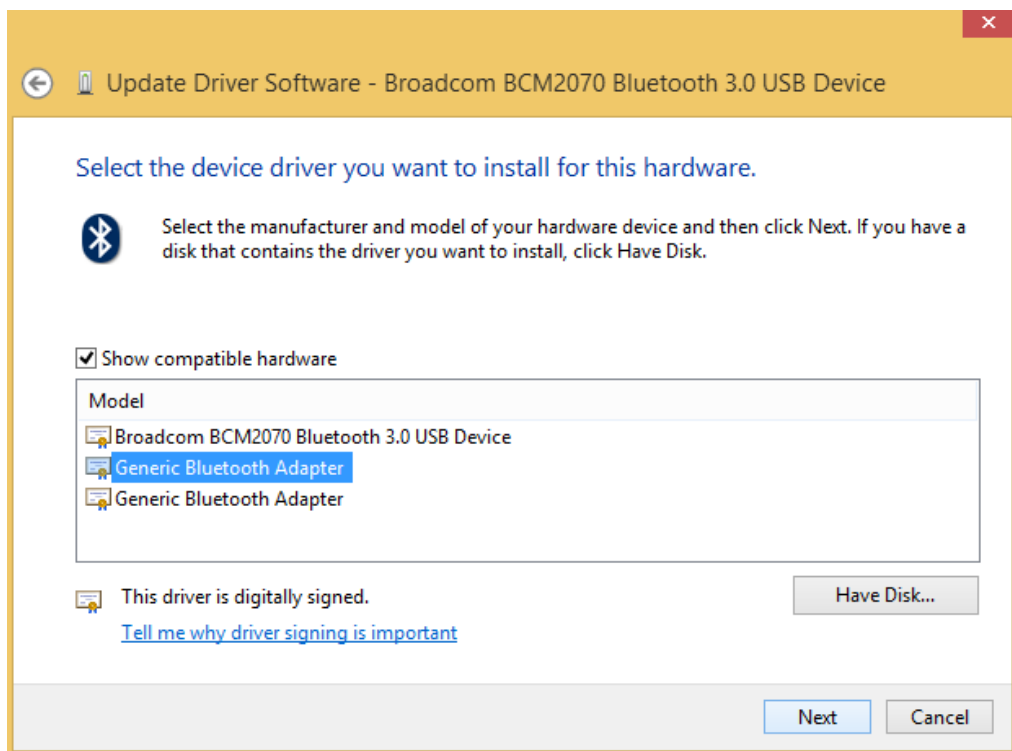 Update Driver Software - Broadcom BCM2070 Bluetooth 3.0 USB Device
Select the device driver you want to install for this hardware.
Select the manufacturer and model of your hardware device and then click Next. If you have a
disk that contains the driver you want to install, click Have Disk.
Show compatible hardware
Model
Broadcom BCM2070 Bluetooth 3.0 USB Device
Generic Bluetooth Adapter
Generic Bluetooth Adapter
This driver is digitally signed.
Have Disk...
Tell me why driver signing is important
Next
Cancel